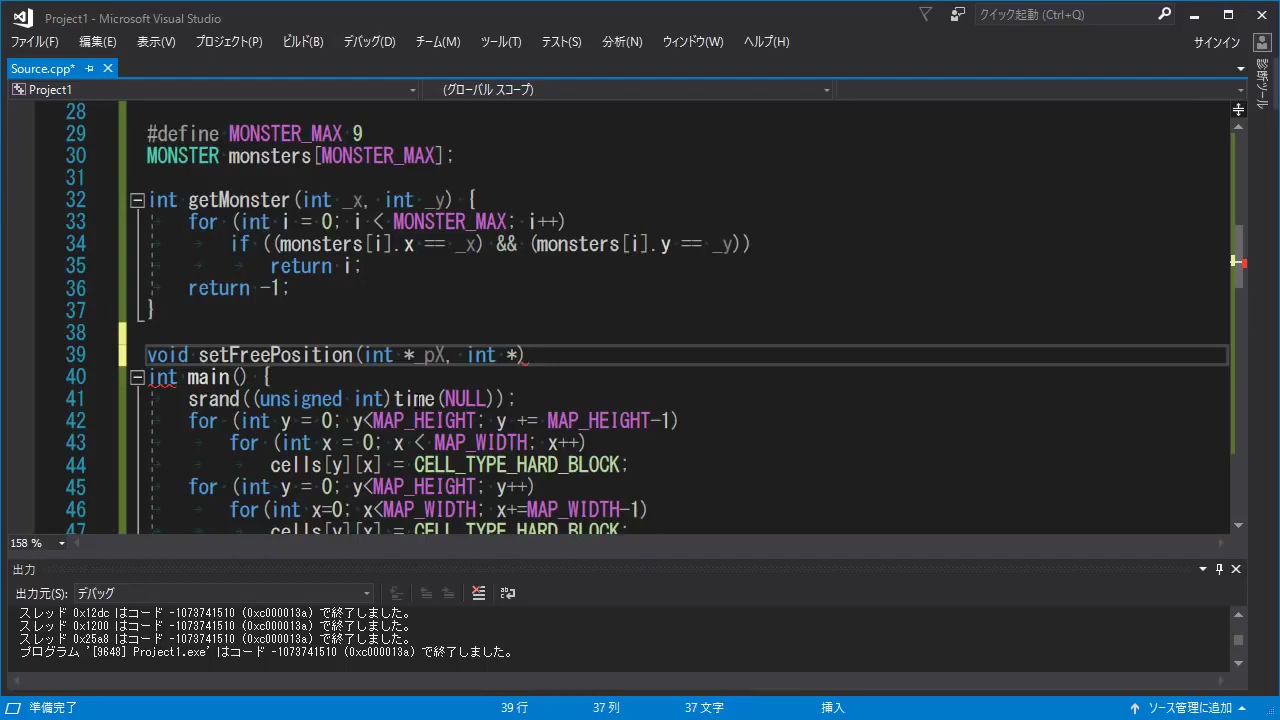 Project1 - Microsoft Visual Studio
クイック起動 (Ctrl+Q)
ファイル(F) 編集(E) 表示(V) プロジェクト(P) ビルド(B) デバッグ(D) チーム(M) ツール(T) テスト(S) 分析(N) ウィンドウ(W) ヘルプ(H) サインイン
Source.cpp*
Project1 (グローバル スコープ)
診断ツール
28
29 #define MONSTER_MAX 9
30 MONSTER monsters[MONSTER_MAX];
31
32 int getMonster(int _x, int _y) {
33 for (int i = 0; i < MONSTER_MAX; i++)
34 if ((monsters[i].x == _x) && (monsters[i].y == _y))
35 return i;
36 return -1;
37 }
38
39 void setFreePosition(int *_pX, int *)
40 int main() {
41 srand((unsigned int)time(NULL));
42 for (int y = 0; y<MAP_HEIGHT; y += MAP_HEIGHT-1)
43 for (int x = 0; x < MAP_WIDTH; x++)
44 cells[y][x] = CELL_TYPE_HARD_BLOCK;
45 for (int y = 0; y<MAP_HEIGHT; y++)
46 for(int x=0; x<MAP_WIDTH; x+=MAP_WIDTH-1)
47 cells[y][x] = CELL_TYPE_HARD_BLOCK;
158 %
出力
出力元(S): デバッグ
スレッド 0x12dc はコード -1073741510 (0xc000013a) で終了しました。
スレッド 0x1200 はコード -1073741510 (0xc000013a) で終了しました。
スレッド 0x25a8 はコード -1073741510 (0xc000013a) で終了しました。
プログラム '[9648] Project1.exe' はコード -1073741510 (0xc000013a) で終了しました。
準備完了 39 行 37 列 37 文字 挿入 ソース管理に追加